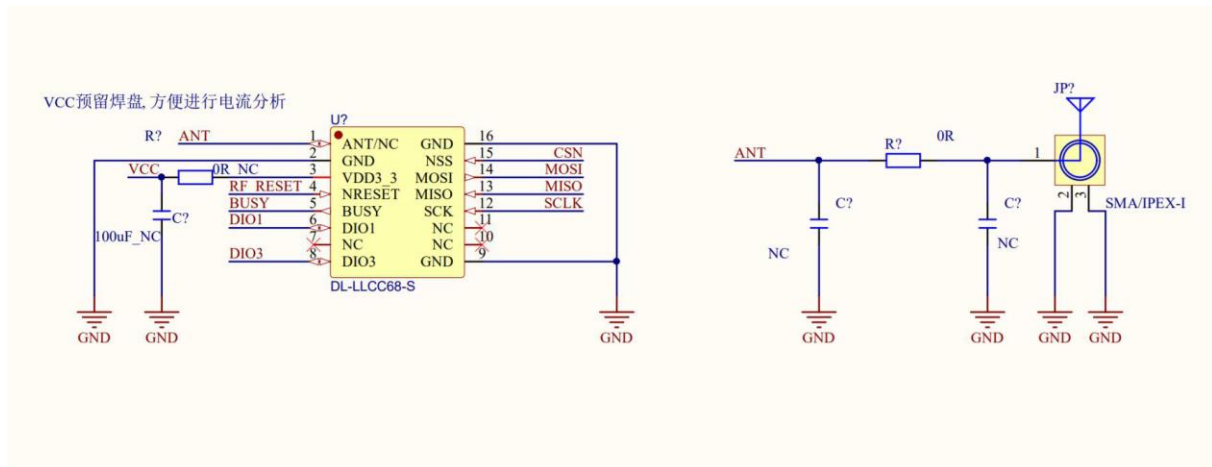 VCC预留焊盘,方便进行电流分析
U?
R? ANT 1 ANT/NC GND 16
2 GND NSS 15 CSN
VCC 0R_NC 3 VDD3_3 MOSI 14 MOSI
RF_RESET 4 NRESET MISO 13 MISO
BUSY 5 BUSY SCK 12 SCLK
DIO1 6 DIO1 NC 11
C?
100uF_NC
7 NC NC 10
DIO3 8 DIO3 GND 9
DL-LLCC68-S
GND
GND
GND
JP?
R? 0R
ANT
1
2 3
SMA/IPEX-I
C?
NC
C?
NC
GND
GND
GND
GND